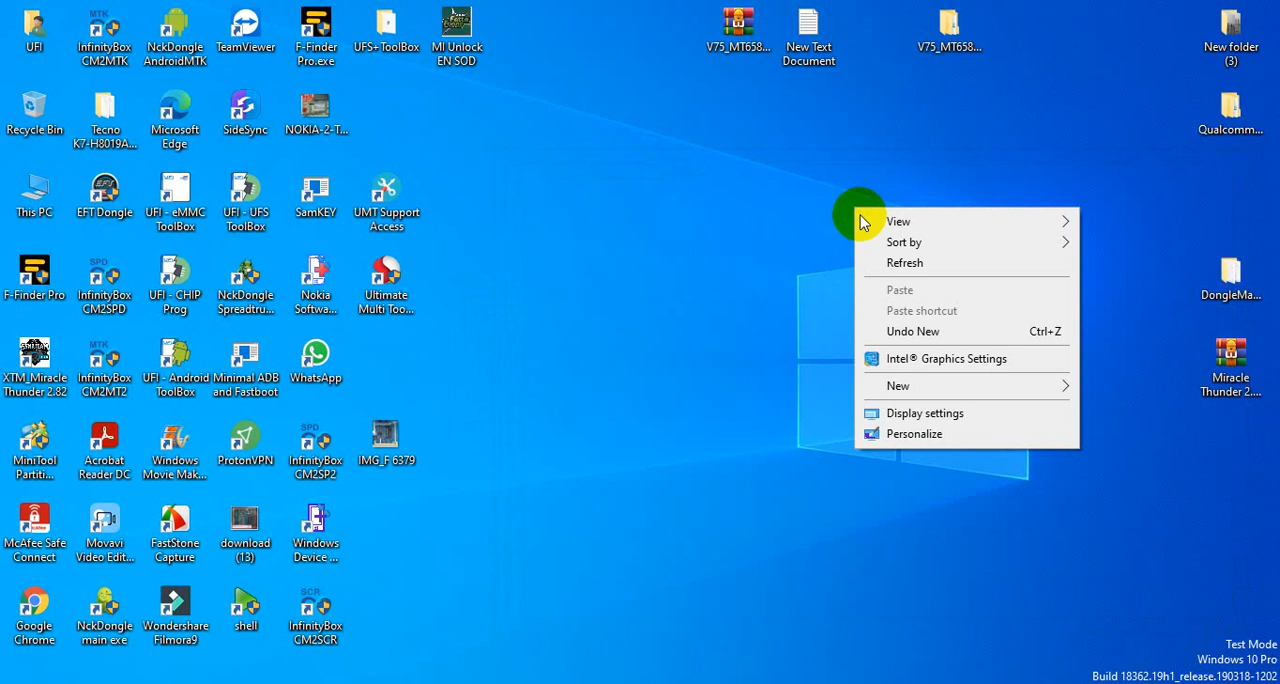 UFI
InfinityBox
CM2MTK
NckDongle
AndroidMTK
TeamViewer
F-Finder
Pro.exe
UFS+ToolBox
MI Unlock
EN SOD
V75_MT658...
New Text
Document
V75_MT658...
New folder
(3)
Recycle Bin
Tecno
K7-H8019A...
Microsoft
Edge
SideSync
NOKIA-2-T...
Qualcomm...
This PC
EFT Dongle
UFI - eMMC
ToolBox
UFI - UFS
ToolBox
SamKEY
UMT Support
Access
F-Finder Pro
InfinityBox
CM2SPD
UFI - CHIP
Prog
NckDongle
Spreadtru...
Nokia
Softwa...
Ultimate
Multi Too...
DongleMa...
XTM_Miracle
Thunder 2.82
InfinityBox
CM2MT2
UFI - Android
ToolBox
Minimal ADB
and Fastboot
WhatsApp
Miracle
Thunder 2....
MiniTool
Partiti...
Acrobat
Reader DC
Windows
Movie Mak...
ProtonVPN
InfinityBox
CM2SP2
IMG_F 6379
McAfee Safe
Connect
Movavi
Video Edit...
FastStone
Capture
download
(13)
Windows
Device ...
Google
Chrome
NckDongle
main exe
Wondershare
Filmora9
shell
InfinityBox
CM2SCR
View
Sort by
Refresh
Paste
Paste shortcut
Undo New Ctrl+Z
Intel® Graphics Settings
New
Display settings
Personalize
Test Mode
Windows 10 Pro
Build 18362.19h1_release.190318-1202